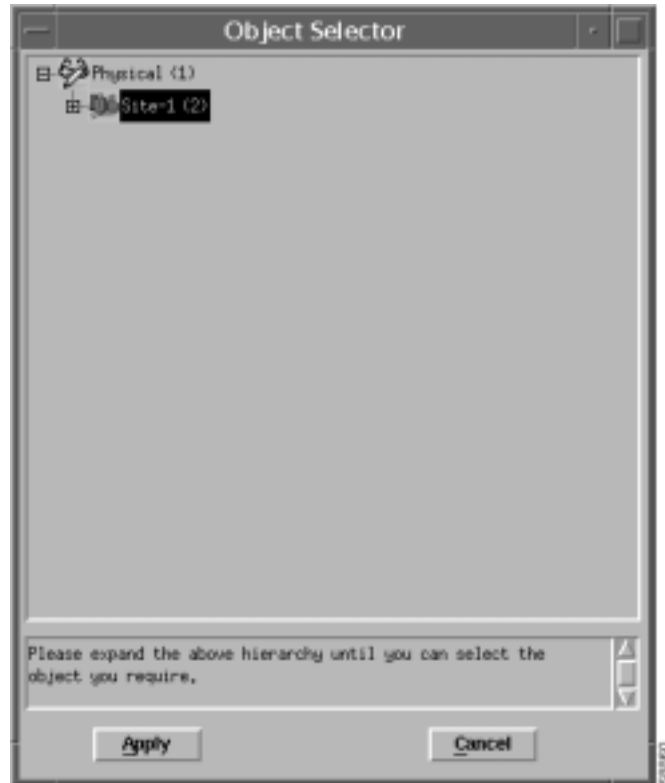 Object Selector
Physical (1)
Site-1 (2)
Please expand the above hierarchy until you can select the
object you require.
Apply
Cancel